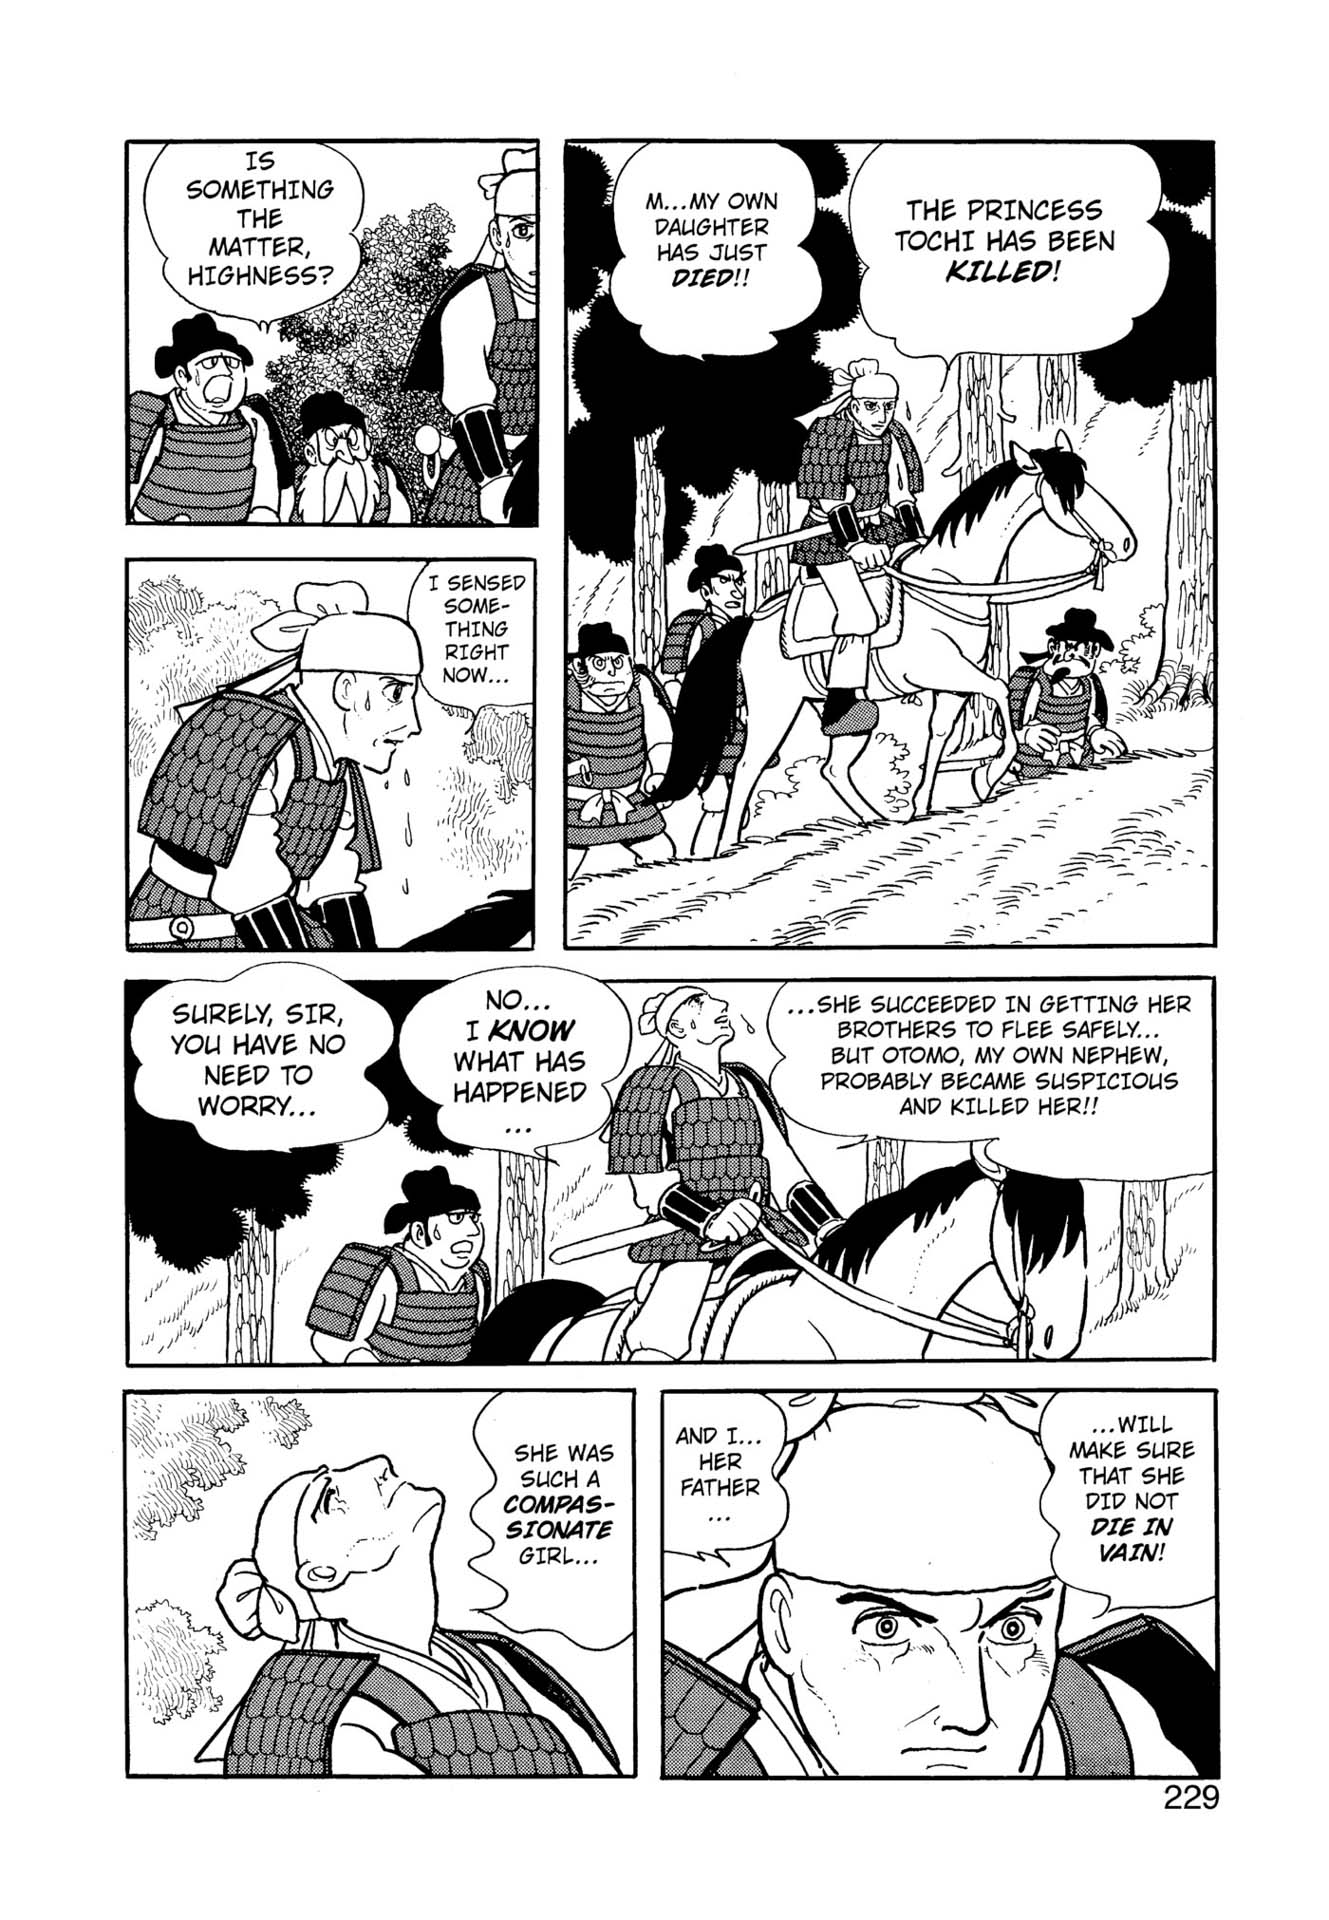 IS
SOMETHING
THE
MATTER,
HIGHNESS?
I SENSED
SOME-
THING
RIGHT
NOW...
M...MY OWN
DAUGHTER
HAS JUST
DIED!!
THE PRINCESS
TOCHI HAS BEEN
KILLED!
SURELY, SIR,
YOU HAVE NO
NEED TO
WORRY...
NO...
I KNOW
WHAT HAS
HAPPENED
...
...SHE SUCCEEDED IN GETTING HER
BROTHERS TO FLEE SAFELY...
BUT OTOMO, MY OWN NEPHEW,
PROBABLY BECAME SUSPICIOUS
AND KILLED HER!!
SHE WAS
SUCH A
COMPAS-
SIONATE
GIRL...
AND I...
HER
FATHER
...
...WILL
MAKE SURE
THAT SHE
DID NOT
DIE IN
VAIN!
229